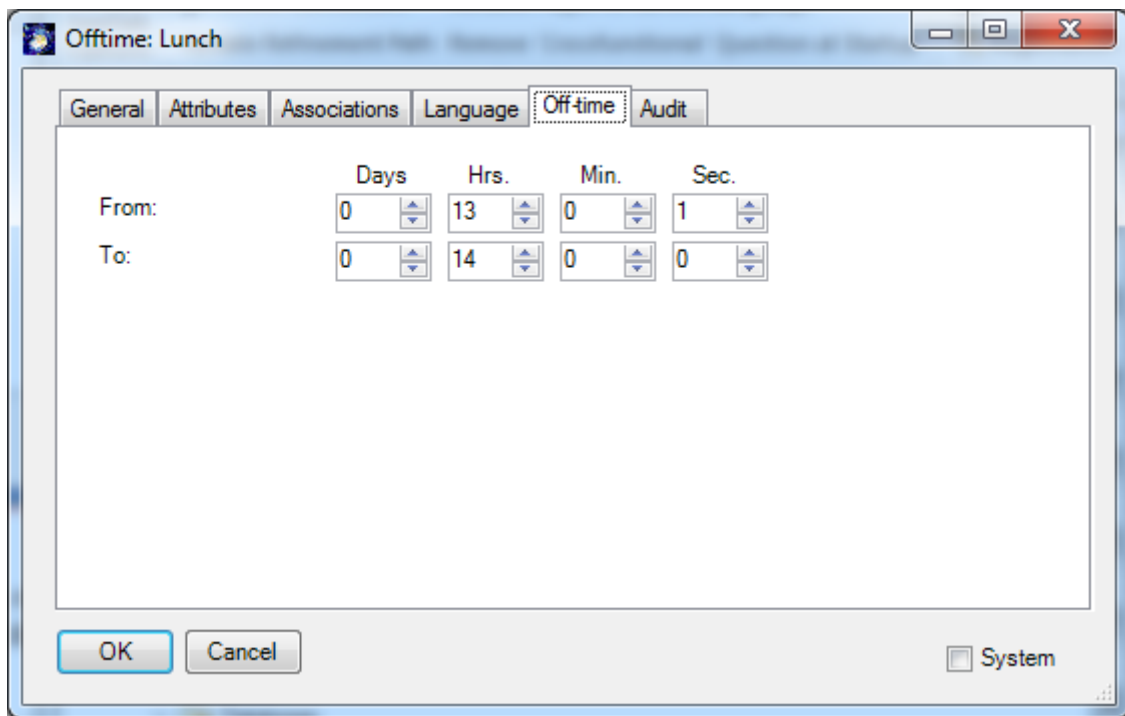 Offtime: Lunch
General Attributes Associations Language Off-time Audit
Days Hrs. Min. Sec.
From: 0 13 0 1
To: 0 14 0 0
OK Cancel System